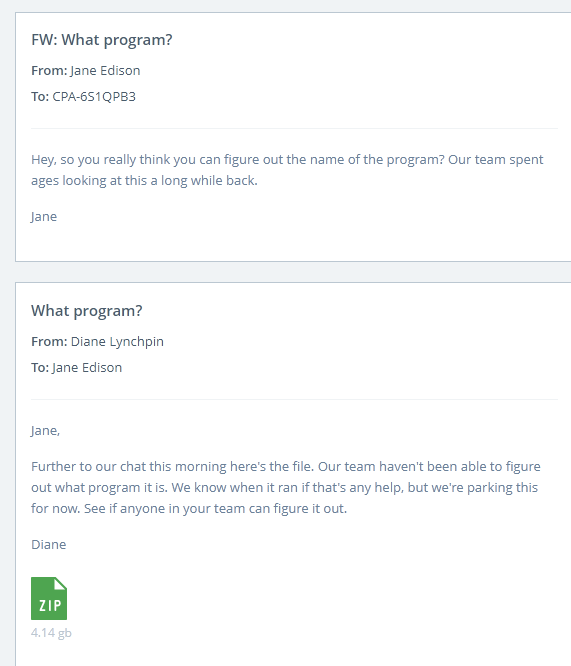 FW: What program?
From: Jane Edison
To: CPA-6S1QPB3
Hey, so you really think you can figure out the name of the program? Our team spent
ages looking at this a long while back.
Jane
What program?
From: Diane Lynchpin
To: Jane Edison
Jane,
Further to our chat this morning here's the file. Our team haven't been able to figure
out what program it is. We know when it ran if that's any help, but we're parking this
for now. See if anyone in your team can figure it out.
Diane
ZIP
4.14 gb